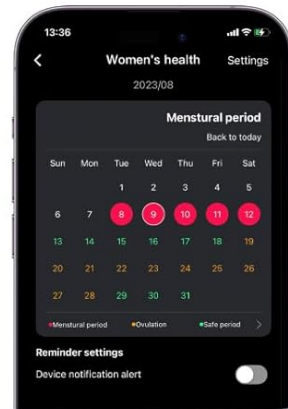 13:36
Women's health Settings
2023/08
Menstural period
Back to today
Sun Mon Tue Wed Thu Fri Sat
1 2 3 4 5
6 7 8 9 10 11 12
13 14 15 16 17 18 19
20 21 22 23 24 25 26
27 28 29 30 31
Menstural period Ovulation Safe period
Reminder settings
Device notification alert